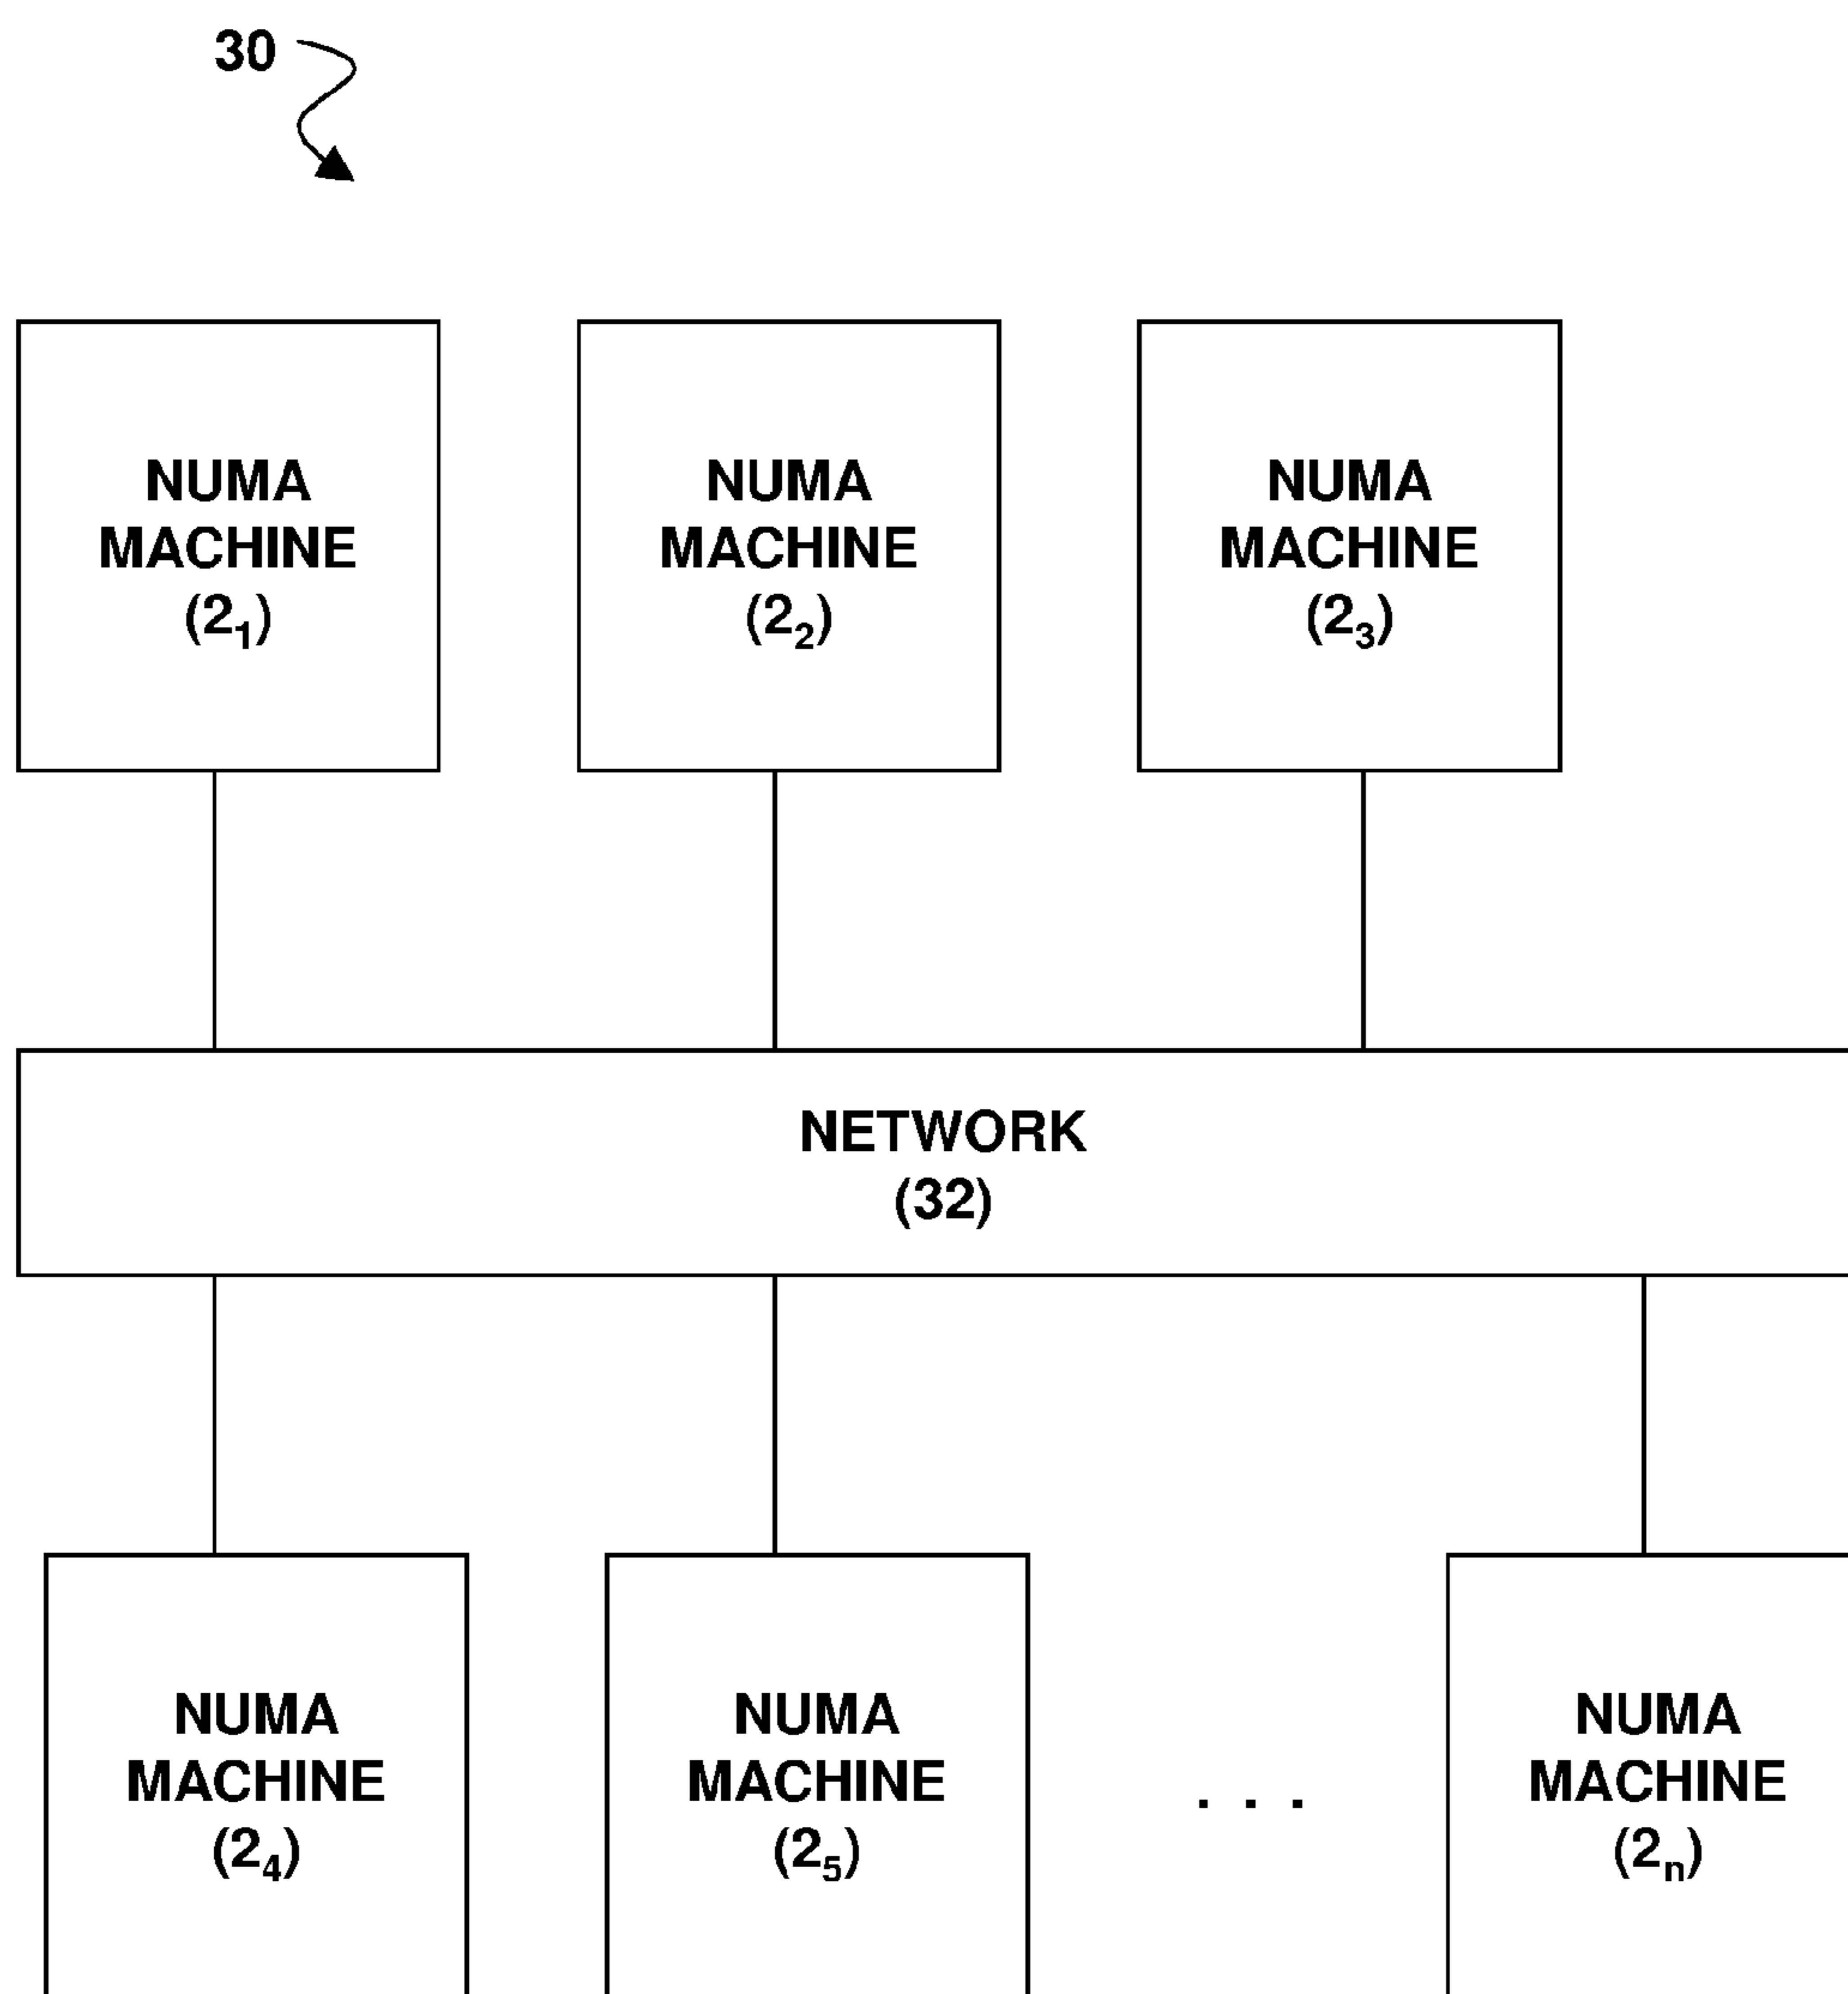 30
NUMA
MACHINE
(2₁)
NUMA
MACHINE
(2₂)
NUMA
MACHINE
(2₃)
NETWORK
(32)
NUMA
MACHINE
(2₄)
NUMA
MACHINE
(2₅)
. . .
NUMA
MACHINE
(2ₙ)